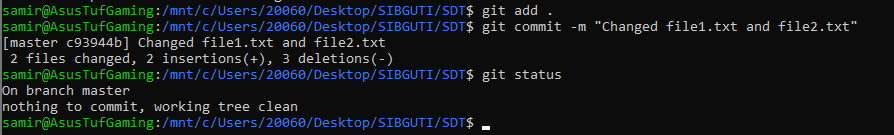 samir@AsusTufGaming:/mnt/c/Users/20060/Desktop/SIBGUTI/SDT$ git add .
samir@AsusTufGaming:/mnt/c/Users/20060/Desktop/SIBGUTI/SDT$ git commit -m "Changed file1.txt and file2.txt"
[master c93944b] Changed file1.txt and file2.txt
 2 files changed, 2 insertions(+), 3 deletions(-)
samir@AsusTufGaming:/mnt/c/Users/20060/Desktop/SIBGUTI/SDT$ git status
On branch master
nothing to commit, working tree clean
samir@AsusTufGaming:/mnt/c/Users/20060/Desktop/SIBGUTI/SDT$